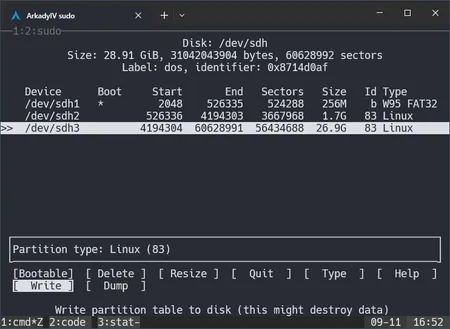 ArkadyIV sudo
1:2:sudo
Disk: /dev/sdh
Size: 28.91 GiB, 31042043904 bytes, 60628992 sectors
Label: dos, identifier: 0x8714d0af
Device Boot Start End Sectors Size Id Type
/dev/sdh1 * 2048 526335 524288 256M b W95 FAT32
/dev/sdh2 526336 4194303 3667968 1.7G 83 Linux
>> /dev/sdh3 4194304 60628991 56434688 26.9G 83 Linux
Partition type: Linux (83)
[Bootable] [ Delete ] [ Resize ] [ Quit ] [ Type ] [ Help ]
[ Write ] [ Dump ]
Write partition table to disk (this might destroy data)
1:cmd*Z 2:code 3:stat- 09-11 16:52